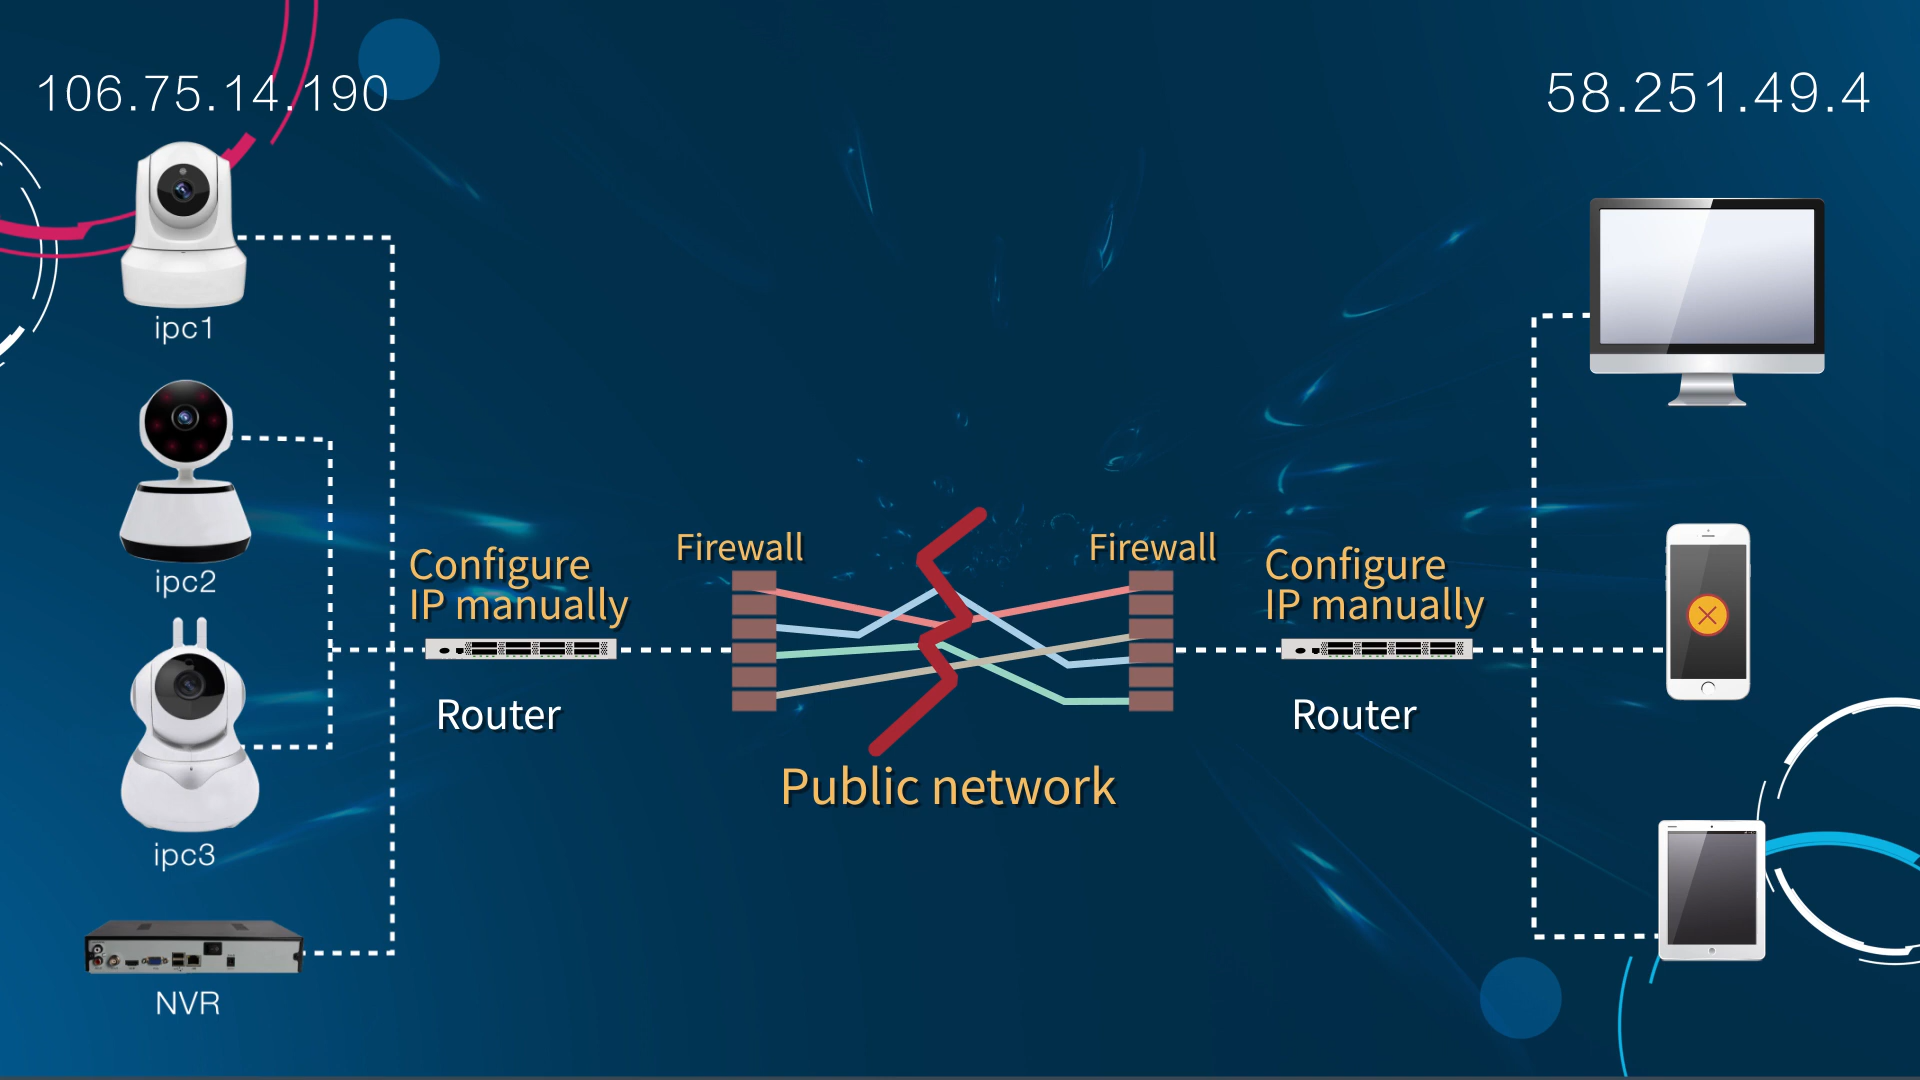 106.75.14.190
58.251.49.4
ipc1
ipc2
ipc3
NVR
Configure
IP manually
Router
Firewall
Public network
Firewall
Configure
IP manually
Router